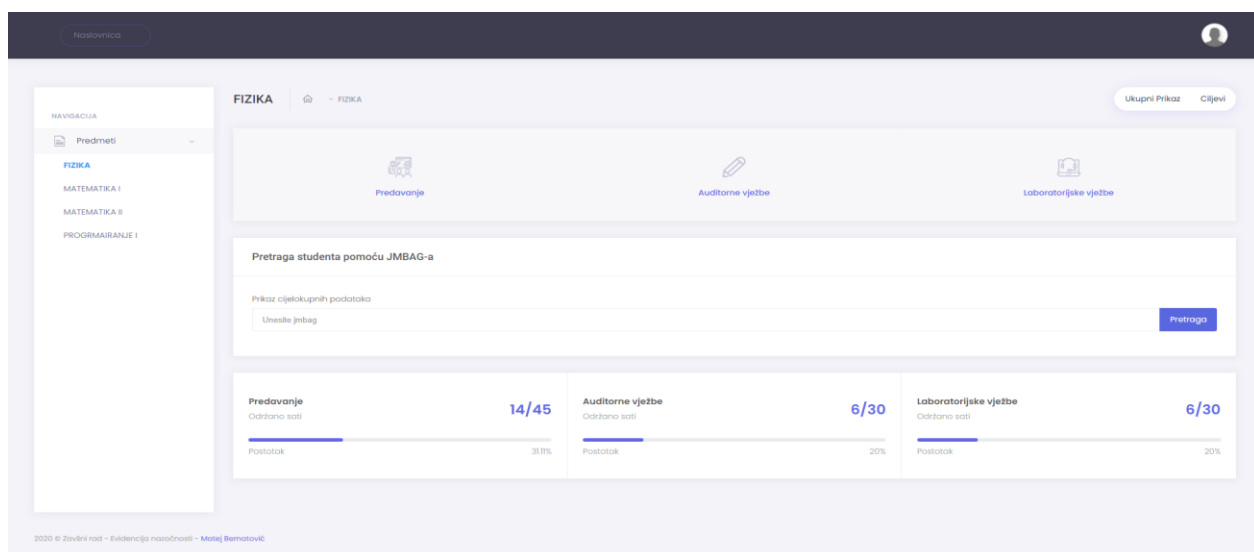 Naslovnica
NAVIGACIJA
Predmeti
FIZIKA
MATEMATIKA I
MATEMATIKA II
PROGRMAIRANJE I
FIZIKA - FIZIKA
Ukupni Prikaz Ciljevi
Predavanje Auditorne vježbe Laboratorijske vježbe
Pretraga studenta pomoću JMBAG-a
Prikaz cijelokupnih podataka
Unesite jmbag Pretraga
Predavanje 14/45
Održano sati
Postotak 31.11%
Auditorne vježbe 6/30
Održano sati
Postotak 20%
Laboratorijske vježbe 6/30
Održano sati
Postotak 20%
2020 © Završni rad - Evidencija nazočnosti - Matej Bernatović